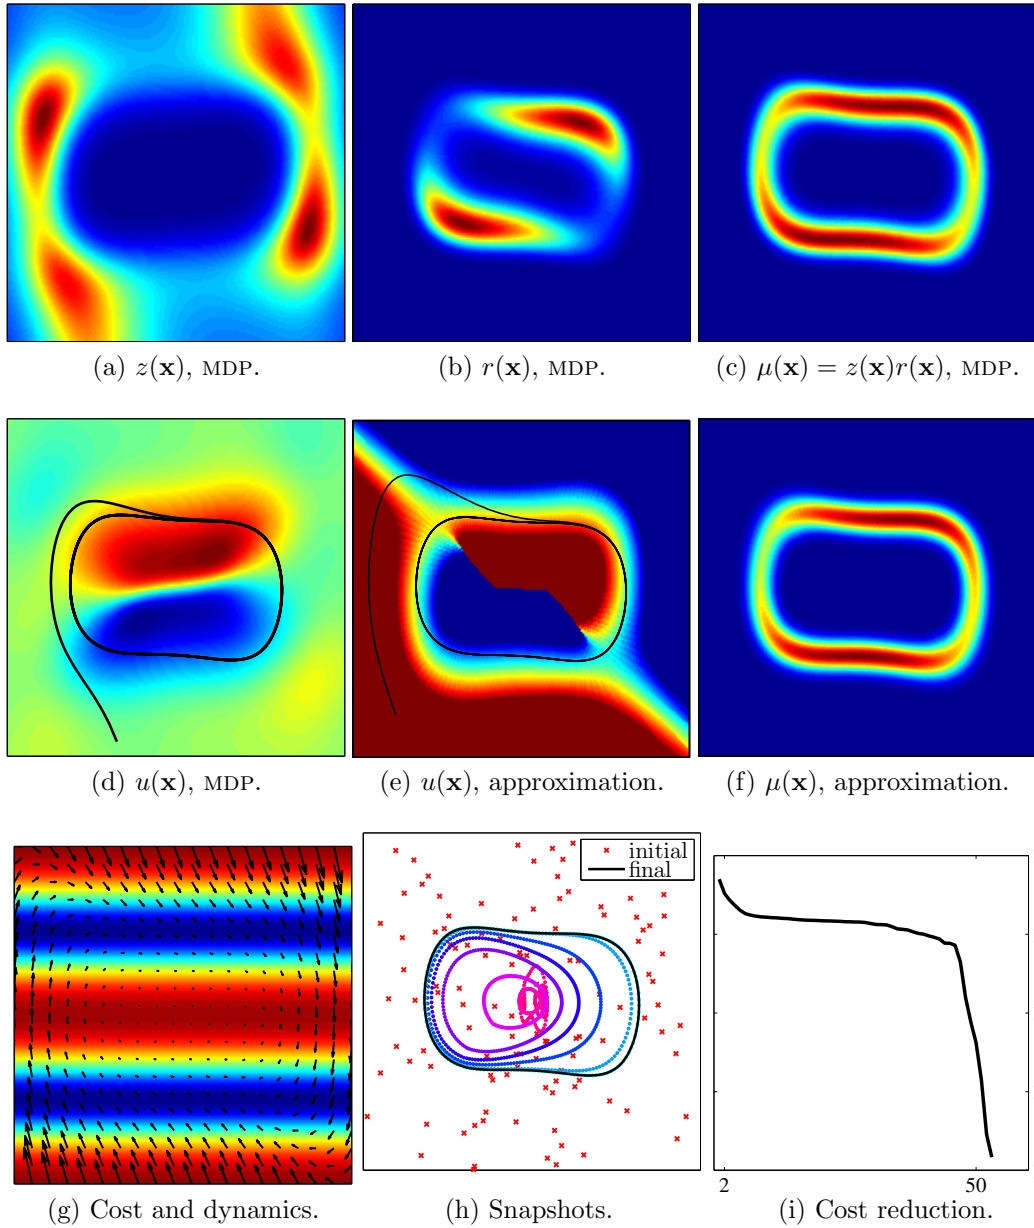 (a) z(x), MDP.
(b) r(x), MDP.
(c) μ(x) = z(x)r(x), MDP.
(d) u(x), MDP.
(e) u(x), approximation.
(f) μ(x), approximation.
initial
final
2
50
(g) Cost and dynamics.
(h) Snapshots.
(i) Cost reduction.